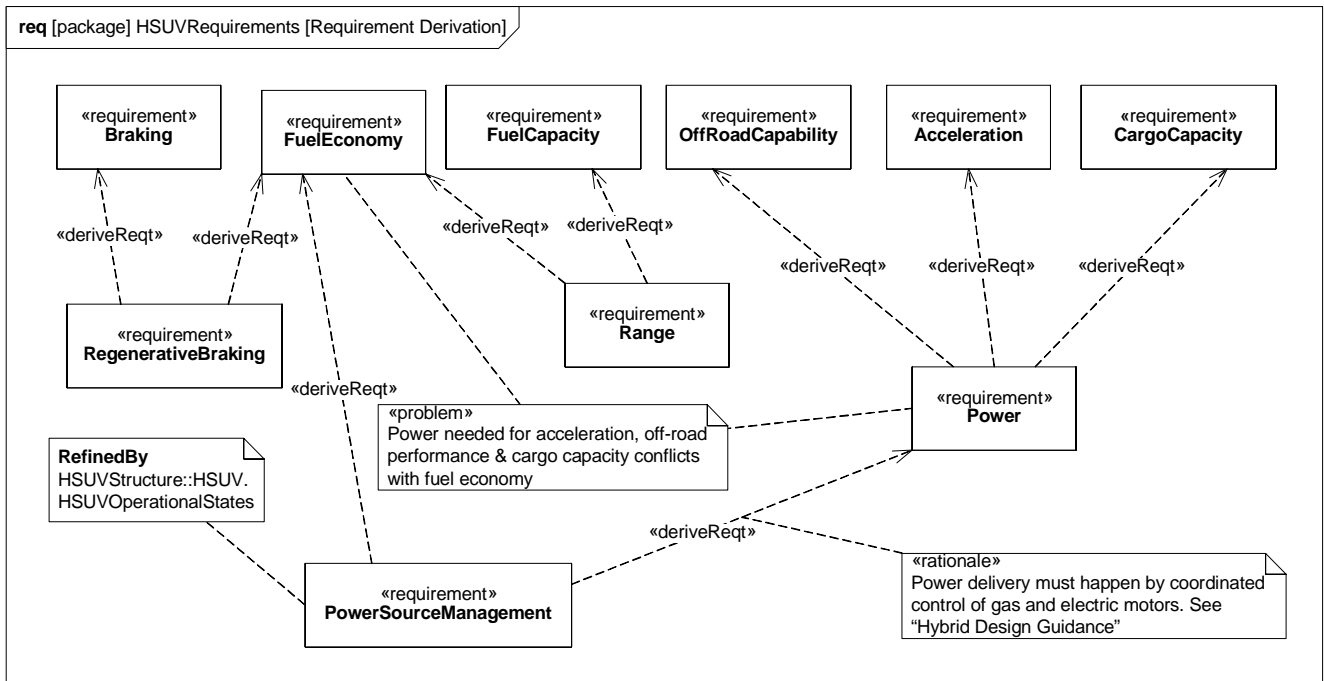 req [package] HSUVRequirements [Requirement Derivation]
«requirement»
Braking
«requirement»
FuelEconomy
«requirement»
FuelCapacity
«requirement»
OffRoadCapability
«requirement»
Acceleration
«requirement»
CargoCapacity
«deriveReqt»
«deriveReqt»
«deriveReqt»
«deriveReqt»
«deriveReqt»
«deriveReqt»
«deriveReqt»
«requirement»
RegenerativeBraking
«requirement»
Range
«deriveReqt»
«requirement»
Power
«problem»
Power needed for acceleration, off-road
performance & cargo capacity conflicts
with fuel economy
RefinedBy
HSUVStructure::HSUV.
HSUVOperationalStates
«deriveReqt»
«requirement»
PowerSourceManagement
«rationale»
Power delivery must happen by coordinated
control of gas and electric motors. See
“Hybrid Design Guidance”